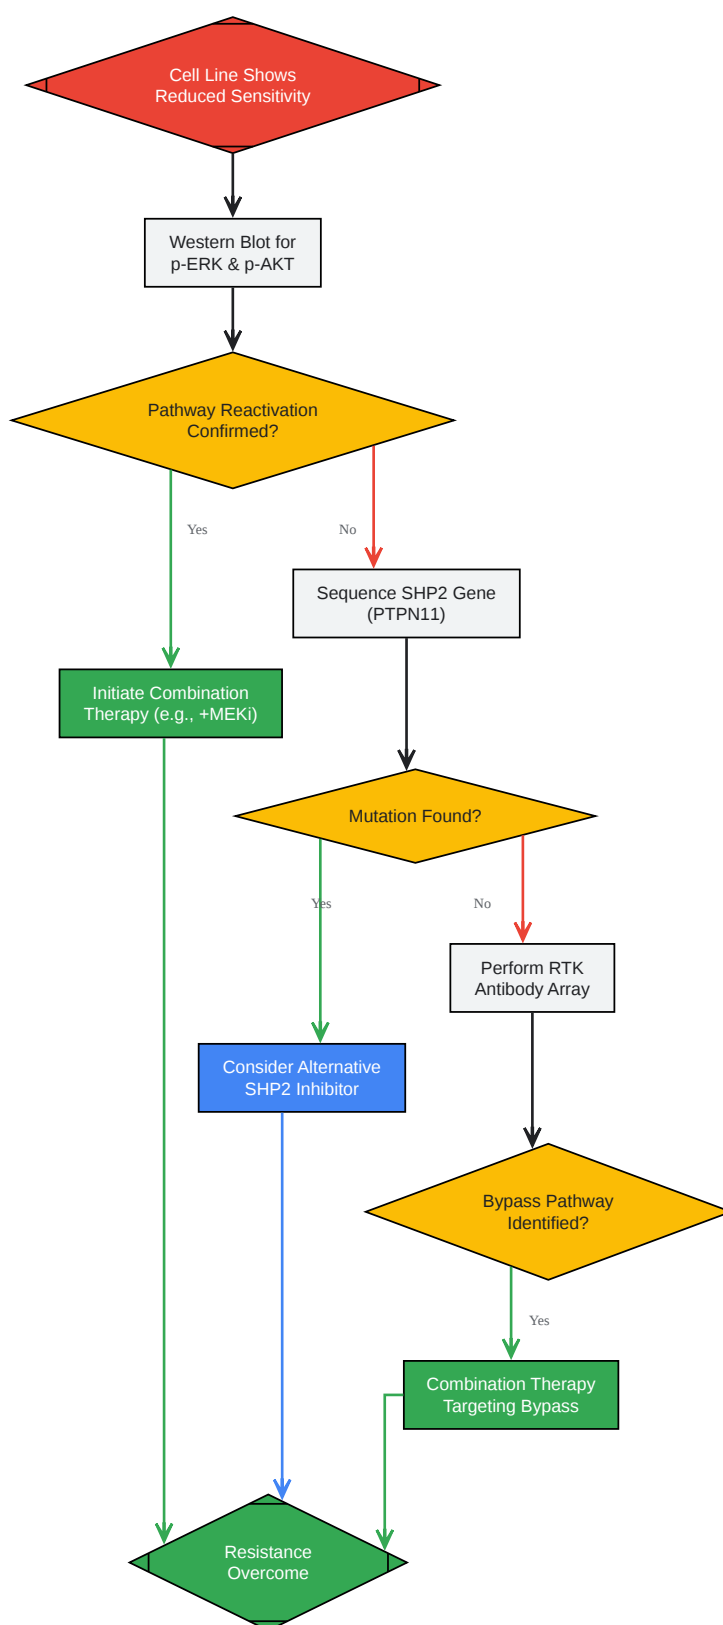 Cell Line Shows
Reduced Sensitivity
Western Blot for
p-ERK & p-AKT
Pathway Reactivation
Confirmed?
Yes
No
Sequence SHP2 Gene
(PTPN11)
Initiate Combination
Therapy (e.g., +MEKi)
Mutation Found?
Yes
No
Perform RTK
Antibody Array
Consider Alternative
SHP2 Inhibitor
Bypass Pathway
Identified?
Yes
Combination Therapy
Targeting Bypass
Resistance
Overcome